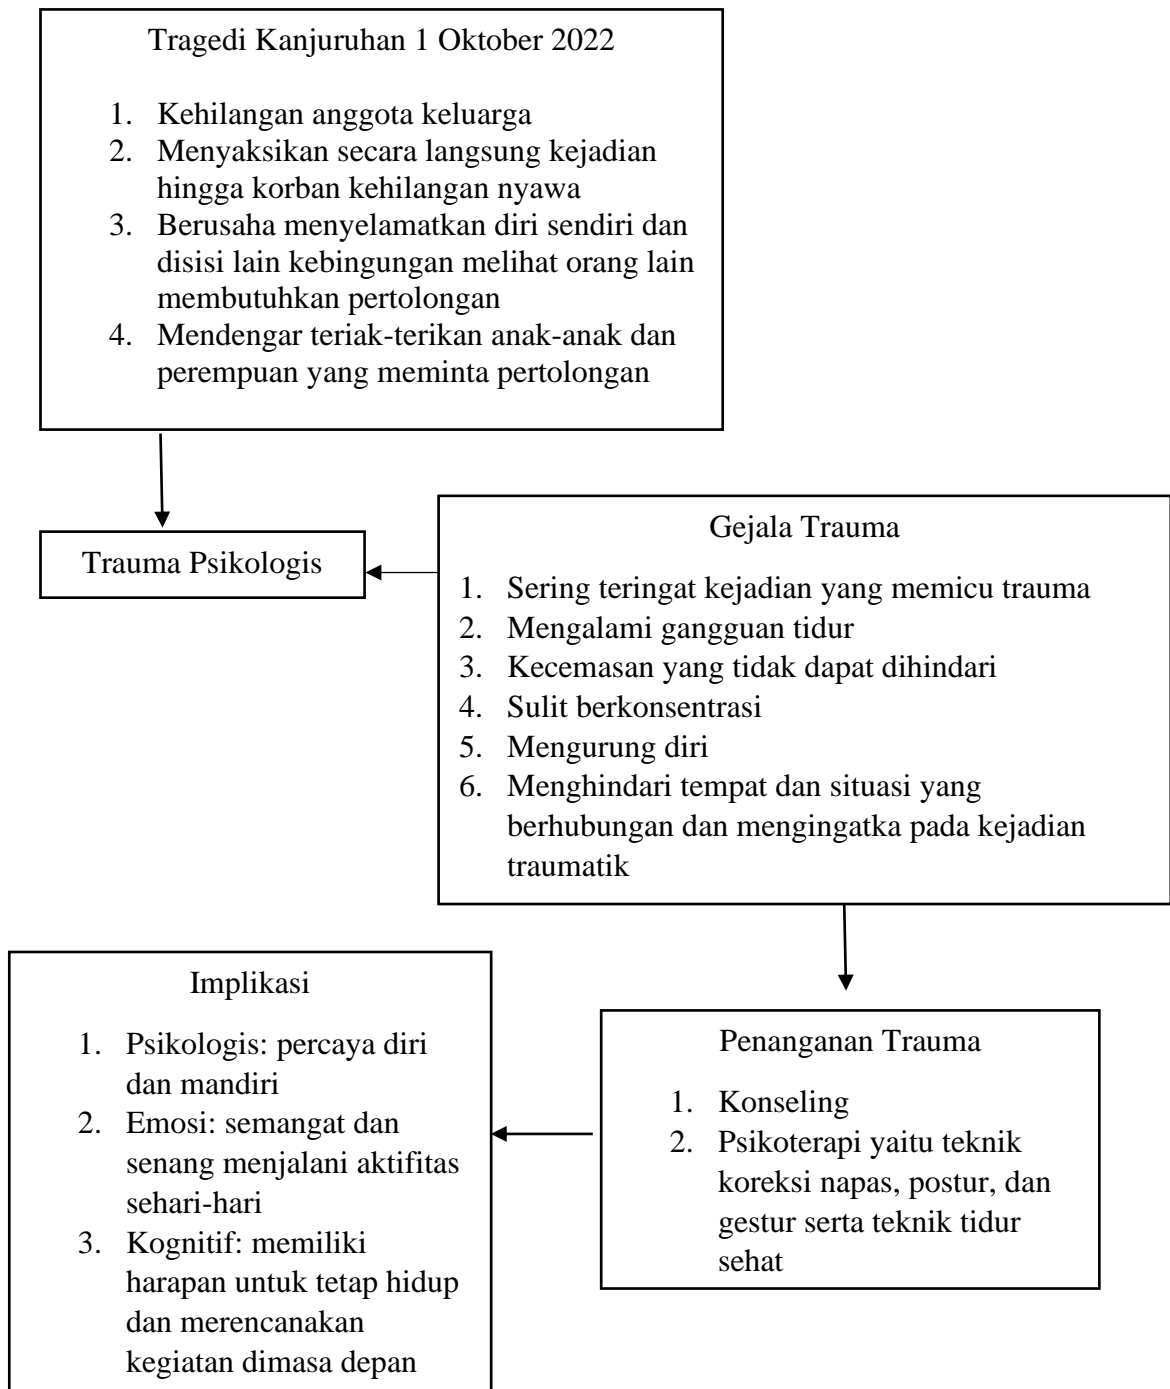 Tragedi Kanjuruhan 1 Oktober 2022
1. Kehilangan anggota keluarga
2. Menyaksikan secara langsung kejadian
hingga korban kehilangan nyawa
3. Berusaha menyelamatkan diri sendiri dan
disisi lain kebingungan melihat orang lain
membutuhkan pertolongan
4. Mendengar teriak-terikan anak-anak dan
perempuan yang meminta pertolongan
Trauma Psikologis
Gejala Trauma
1. Sering teringat kejadian yang memicu trauma
2. Mengalami gangguan tidur
3. Kecemasan yang tidak dapat dihindari
4. Sulit berkonsentrasi
5. Mengurung diri
6. Menghindari tempat dan situasi yang
berhubungan dan mengingatka pada kejadian
traumatik
Implikasi
1. Psikologis: percaya diri
dan mandiri
2. Emosi: semangat dan
senang menjalani aktifitas
sehari-hari
3. Kognitif: memiliki
harapan untuk tetap hidup
dan merencanakan
kegiatan dimasa depan
Penanganan Trauma
1. Konseling
2. Psikoterapi yaitu teknik
koreksi napas, postur, dan
gestur serta teknik tidur
sehat